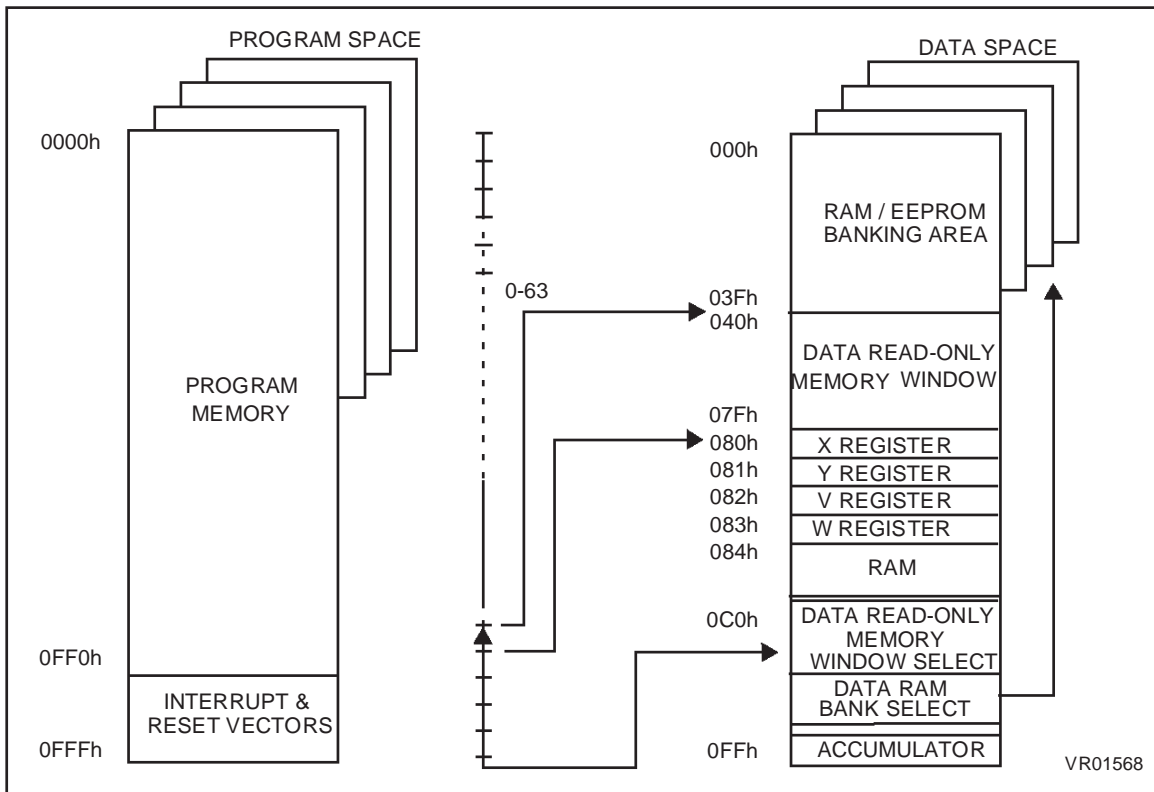 PROGRAM SPACE
0000h
PROGRAM
MEMORY
0FF0h
INTERRUPT &
RESET VECTORS
0FFFh
0-63
DATA SPACE
000h
RAM / EEPROM
BANKING AREA
03Fh
040h
DATA READ-ONLY
MEMORY WINDOW
07Fh
080h
X REGISTER
081h
Y REGISTER
082h
V REGISTER
083h
W REGISTER
084h
RAM
0C0h
DATA READ-ONLY
MEMORY
WINDOW SELECT
DATA RAM
BANK SELECT
0FFh
ACCUMULATOR
VR01568